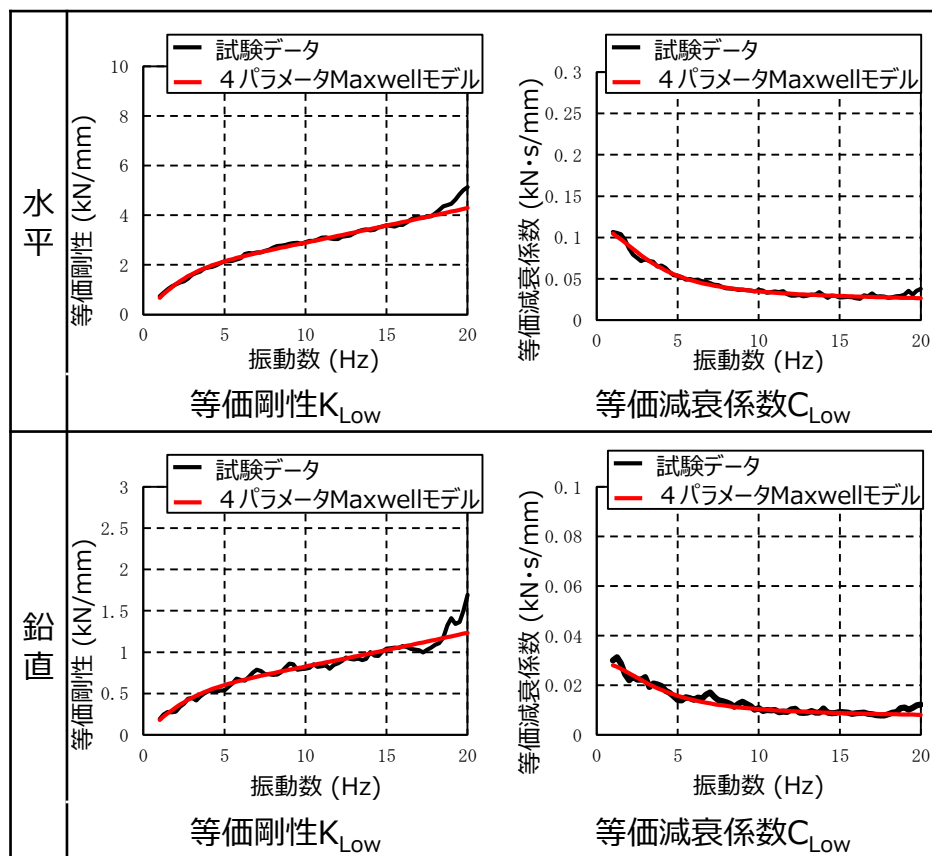 水平
試験データ
４パラメータMaxwellモデル
等価剛性 (kN/mm)
10
8
6
4
2
0
0 5 10 15 20
振動数 (Hz)
等価剛性KLow
試験データ
４パラメータMaxwellモデル
等価減衰係数 (kN・s/mm)
0.3
0.25
0.2
0.15
0.1
0.05
0
0 5 10 15 20
振動数 (Hz)
等価減衰係数CLow
鉛直
試験データ
４パラメータMaxwellモデル
等価剛性 (kN/mm)
3
2.5
2
1.5
1
0.5
0
0 5 10 15 20
振動数 (Hz)
等価剛性KLow
試験データ
４パラメータMaxwellモデル
等価減衰係数 (kN・s/mm)
0.1
0.08
0.06
0.04
0.02
0
0 5 10 15 20
振動数 (Hz)
等価減衰係数CLow